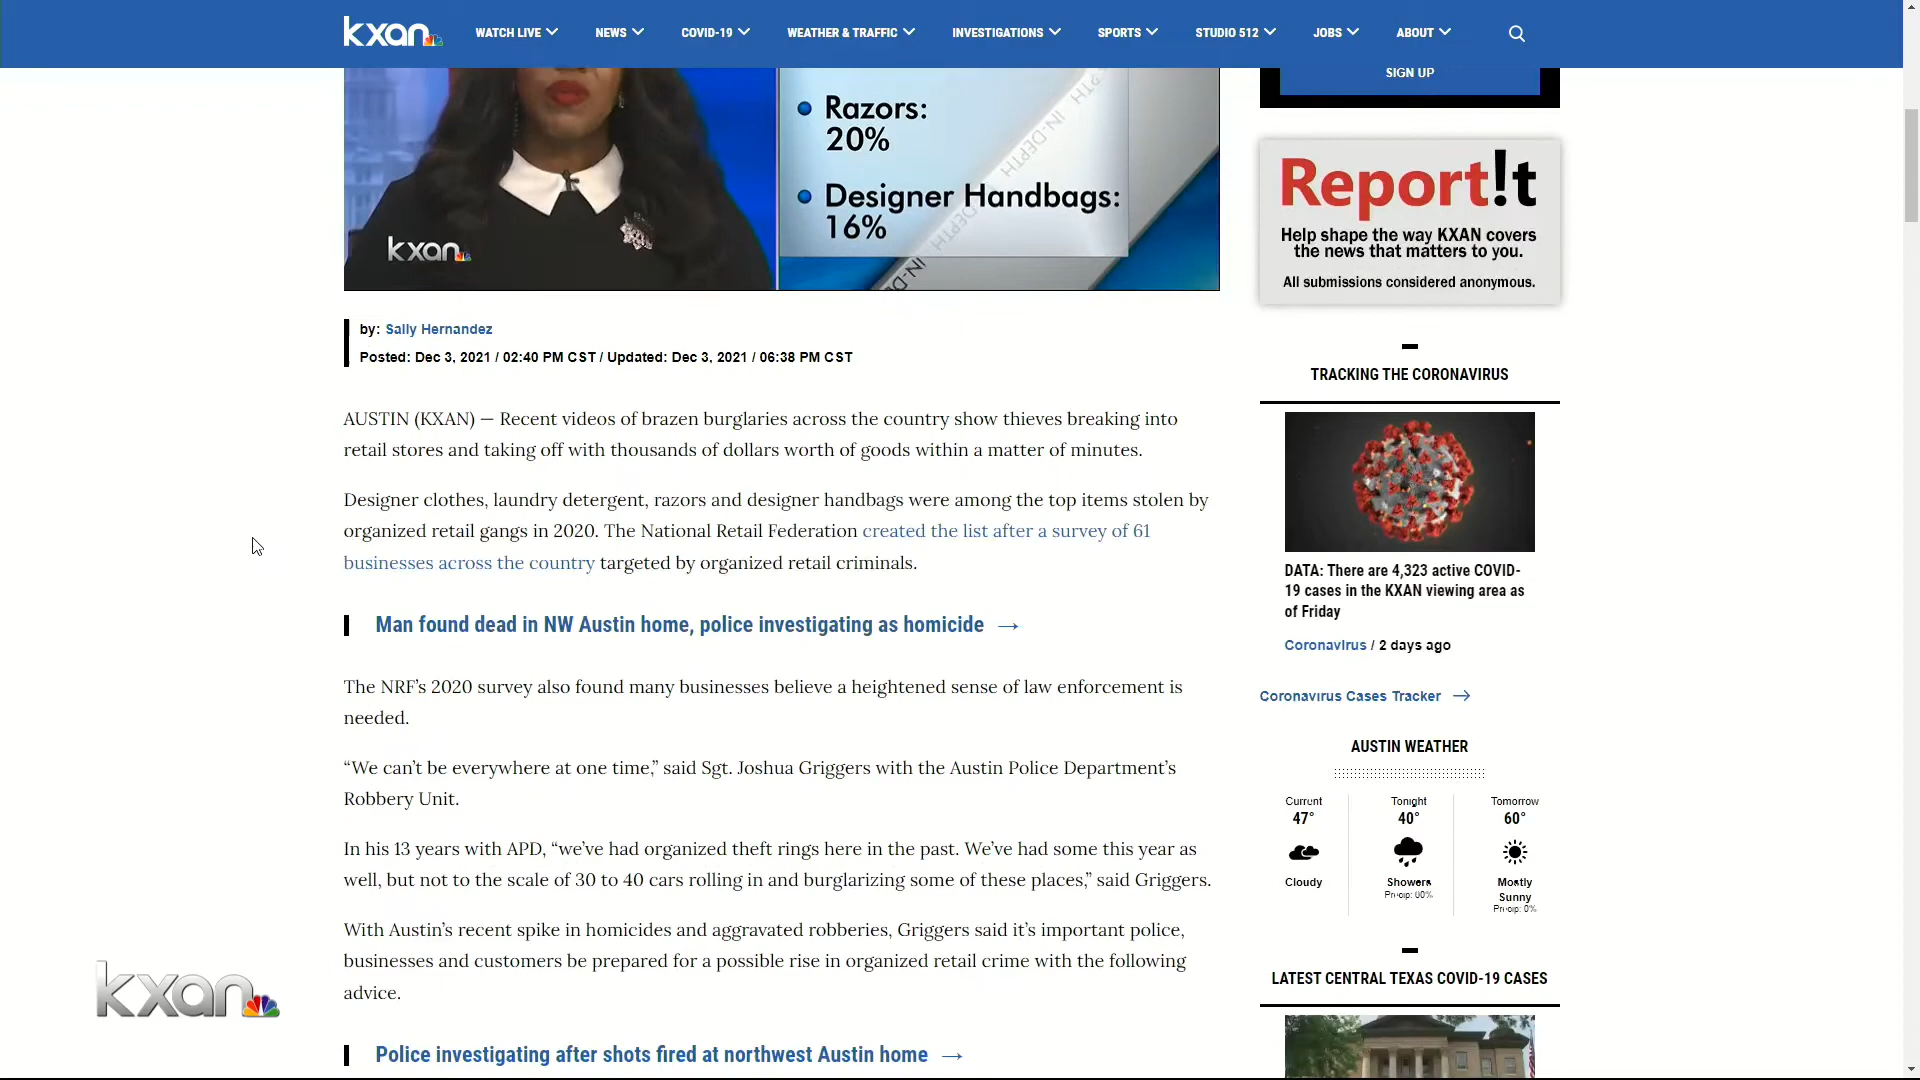 kxan
WATCH LIVE NEWS COVID-19 WEATHER & TRAFFIC INVESTIGATIONS SPORTS STUDIO 512 JOBS ABOUT
Razors:
20%
Designer Handbags:
16%
IN-DEPTH
IN-DEPTH
kxan
by: Sally Hernandez
Posted: Dec 3, 2021 / 02:40 PM CST / Updated: Dec 3, 2021 / 06:38 PM CST
AUSTIN (KXAN) — Recent videos of brazen burglaries across the country show thieves breaking into
retail stores and taking off with thousands of dollars worth of goods within a matter of minutes.
Designer clothes, laundry detergent, razors and designer handbags were among the top items stolen by
organized retail gangs in 2020. The National Retail Federation created the list after a survey of 61
businesses across the country targeted by organized retail criminals.
Man found dead in NW Austin home, police investigating as homicide →
The NRF’s 2020 survey also found many businesses believe a heightened sense of law enforcement is
needed.
“We can’t be everywhere at one time,” said Sgt. Joshua Griggers with the Austin Police Department’s
Robbery Unit.
In his 13 years with APD, “we’ve had organized theft rings here in the past. We’ve had some this year as
well, but not to the scale of 30 to 40 cars rolling in and burglarizing some of these places,” said Griggers.
With Austin’s recent spike in homicides and aggravated robberies, Griggers said it’s important police,
businesses and customers be prepared for a possible rise in organized retail crime with the following
advice.
Police investigating after shots fired at northwest Austin home →
kxan
SIGN UP
Report!t
Help shape the way KXAN covers
the news that matters to you.
All submissions considered anonymous.
TRACKING THE CORONAVIRUS
DATA: There are 4,323 active COVID-
19 cases in the KXAN viewing area as
of Friday
Coronavirus / 2 days ago
Coronavirus Cases Tracker →
AUSTIN WEATHER
Current Tonight Tomorrow
47° 40° 60°
Cloudy Showers Mostly
Sunny
Precip: 0%
LATEST CENTRAL TEXAS COVID-19 CASES